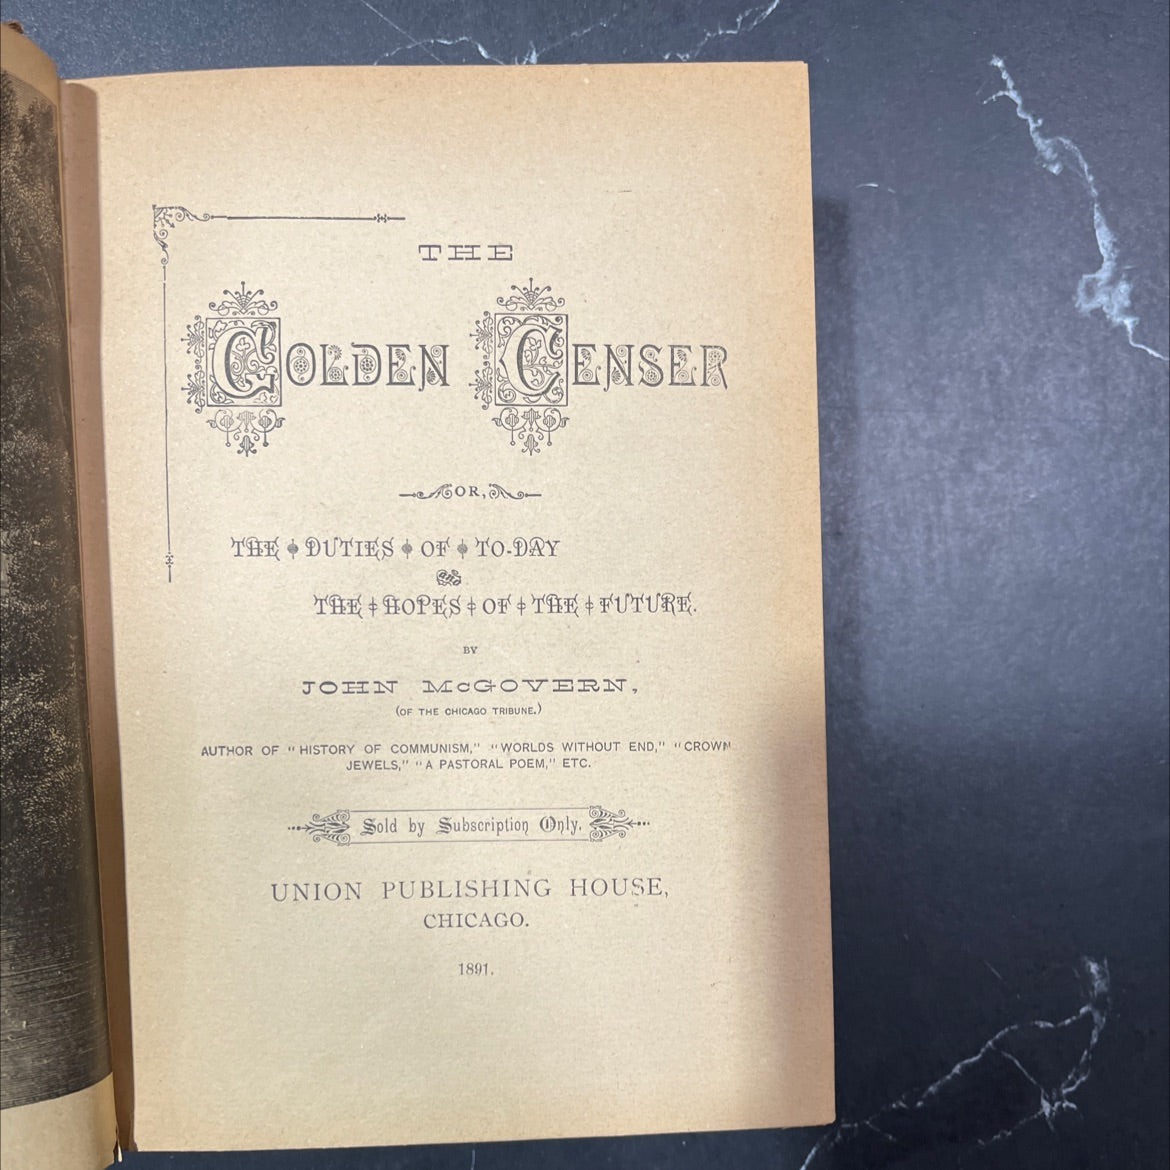 THE
GOLDEN CENSER
OR,
THE DUTIES OF TO-DAY
AND
THE HOPES OF THE FUTURE.
BY
JOHN McGOVERN,
(OF THE CHICAGO TRIBUNE.)
AUTHOR OF "HISTORY OF COMMUNISM," "WORLDS WITHOUT END," "CROWN
JEWELS," "A PASTORAL POEM," ETC.
Sold by Subscription Only.
UNION PUBLISHING HOUSE,
CHICAGO.
1891.